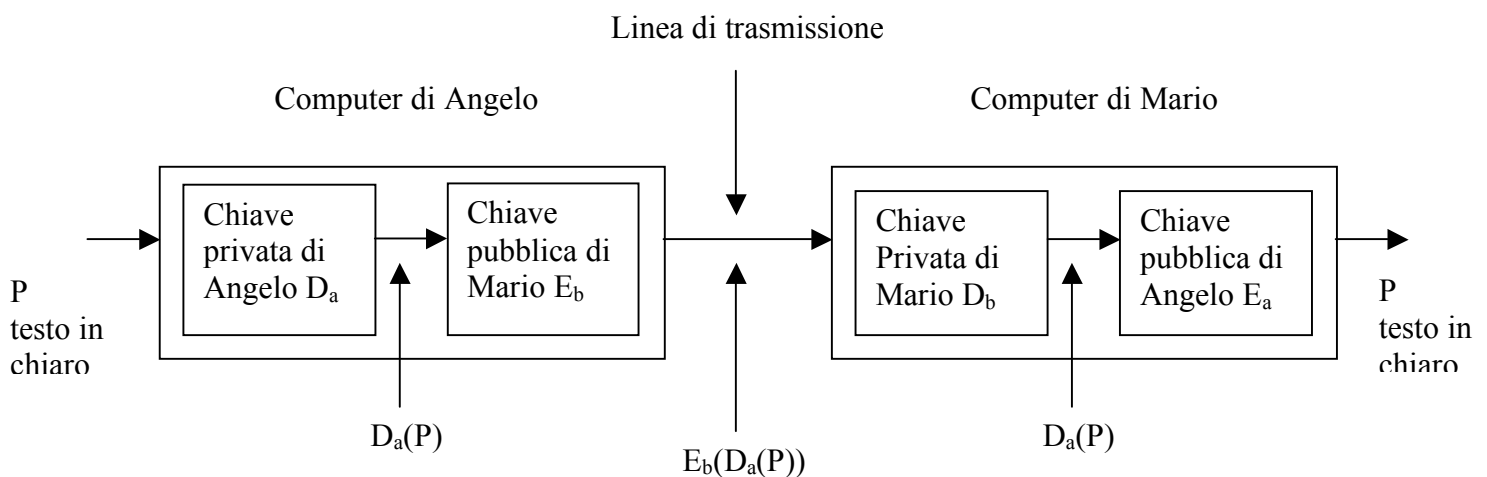 Linea di trasmissione
Computer di Angelo
Computer di Mario
P
testo in
chiaro
Chiave
privata di
Angelo Da
Chiave
pubblica di
Mario Eb
Chiave
Privata di
Mario Db
Chiave
pubblica di
Angelo Ea
P
testo in
chiaro
Da(P)
Eb(Da(P))
Da(P)